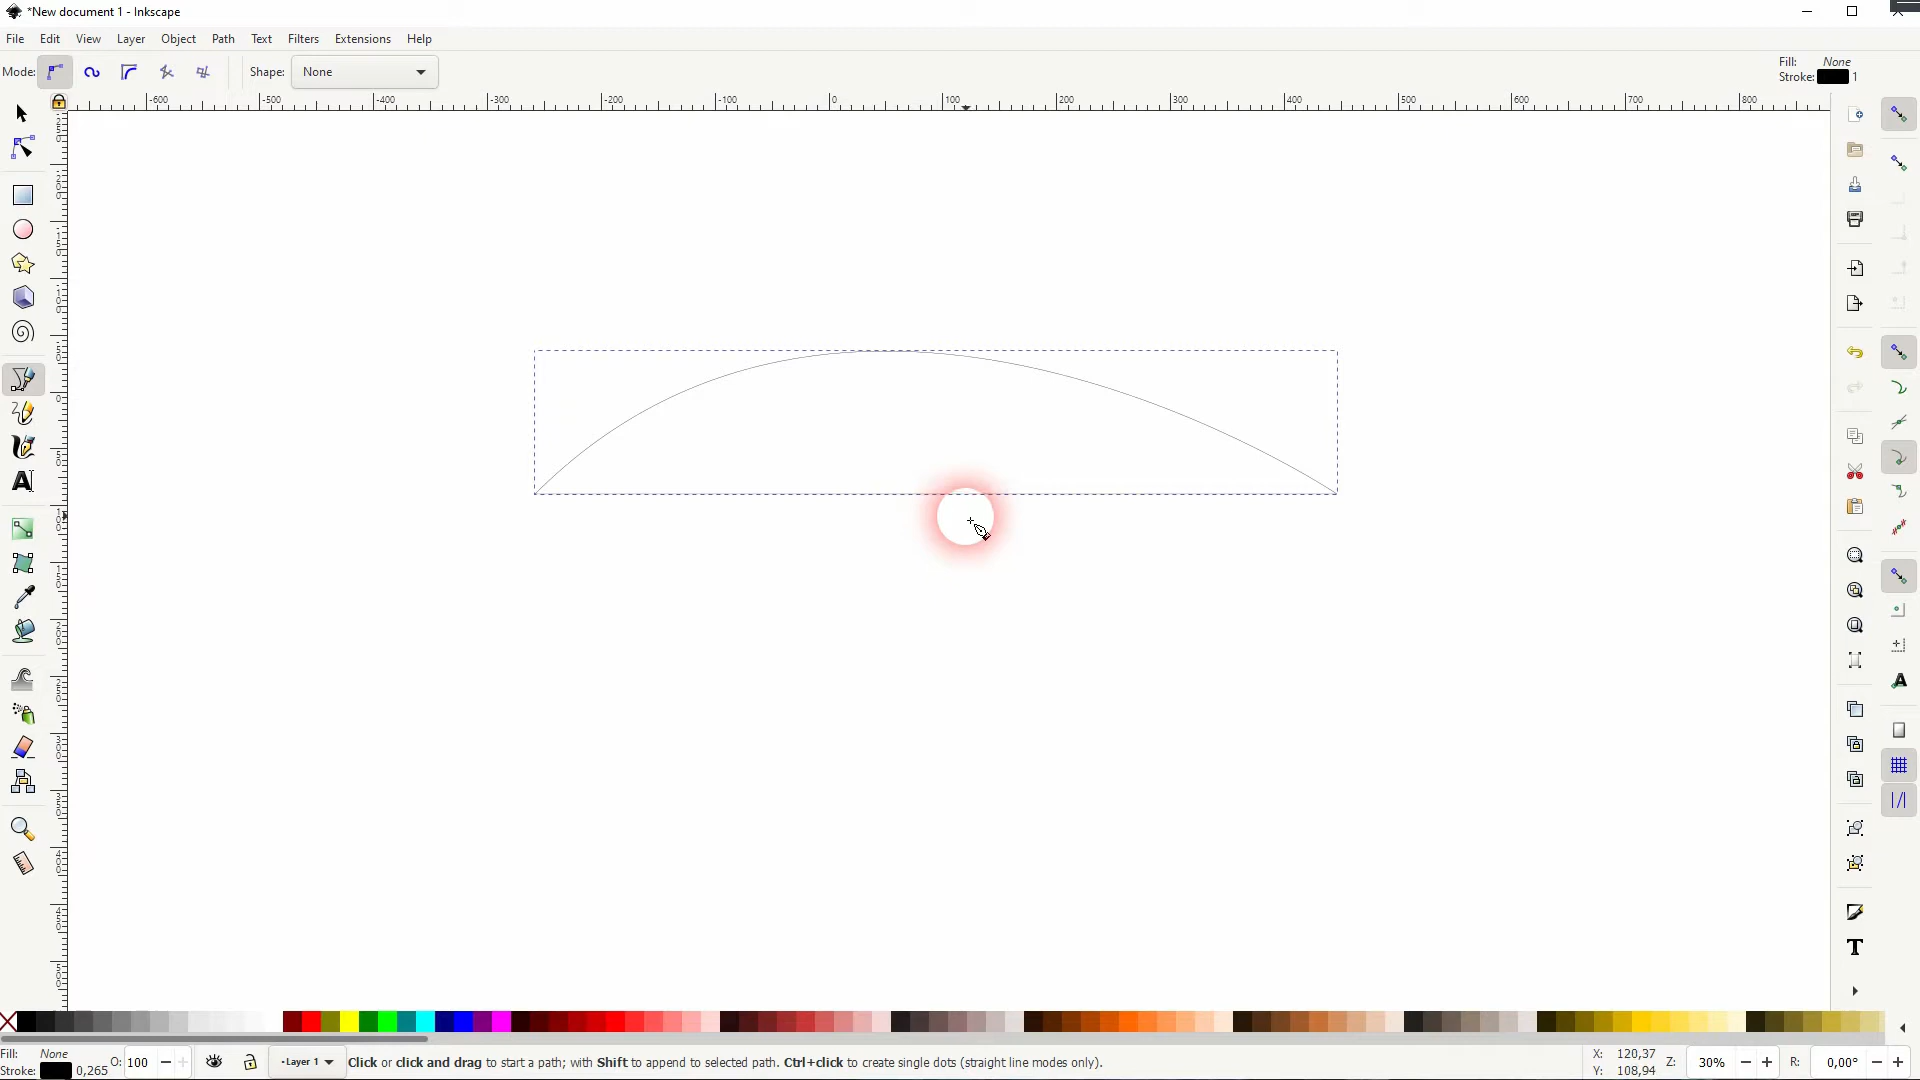 *New document 1 - Inkscape
File Edit View Layer Object Path Text Filters Extensions Help
Mode: Shape: None Fill: None
Stroke: 1
-600 -500 -400 -300 -200 -100 0 100 200 300 400 500 600 700 800
Fill: None O: 100 -Layer 1 Click or click and drag to start a path; with Shift to append to selected path. Ctrl+click to create single dots (straight line modes only). X: 120,37 Z: 30% R: 0,00°
Stroke: 0,265 Y: 108,94